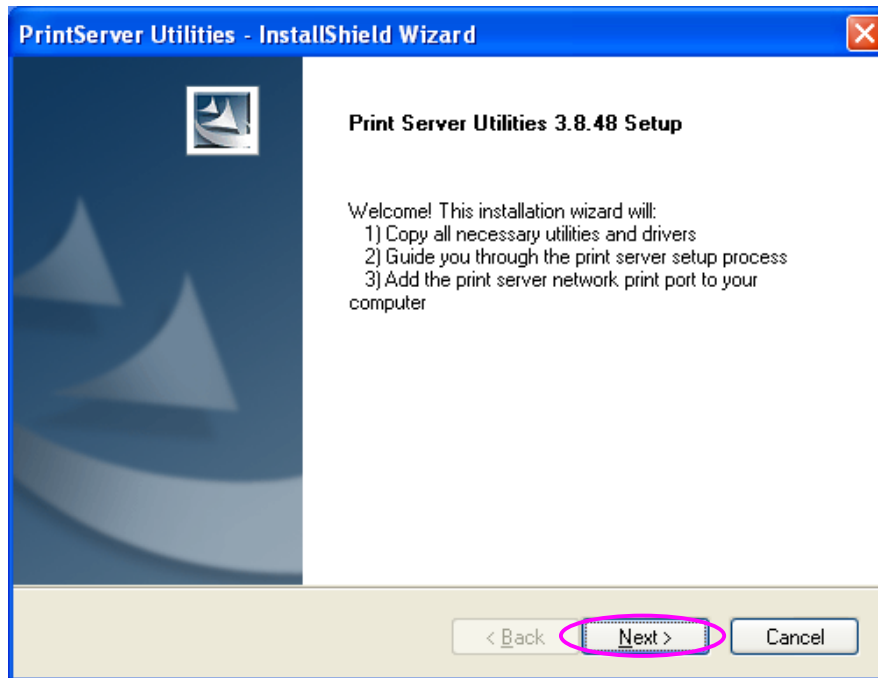 PrintServer Utilities - InstallShield Wizard
Print Server Utilities 3.8.48 Setup
Welcome! This installation wizard will:
1) Copy all necessary utilities and drivers
2) Guide you through the print server setup process
3) Add the print server network print port to your
computer
< Back
Next >
Cancel